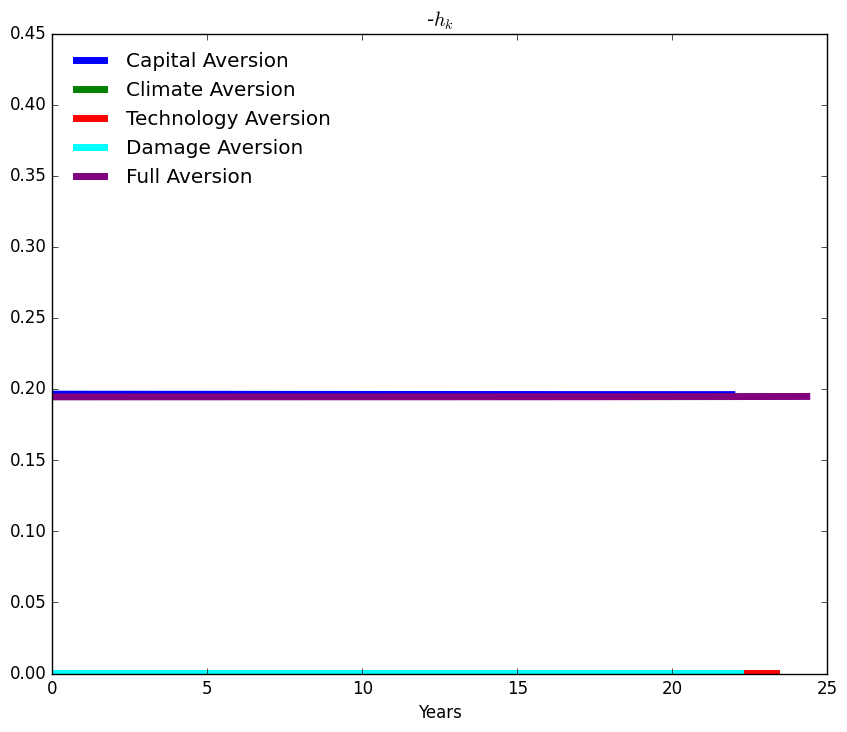 -hₖ
0.45
Capital Aversion
Climate Aversion
0.40
Technology Aversion
Damage Aversion
0.35
Full Aversion
0.30
0.25
0.20
0.15
0.10
0.05
0.00
0 5 10 15 20 25
Years